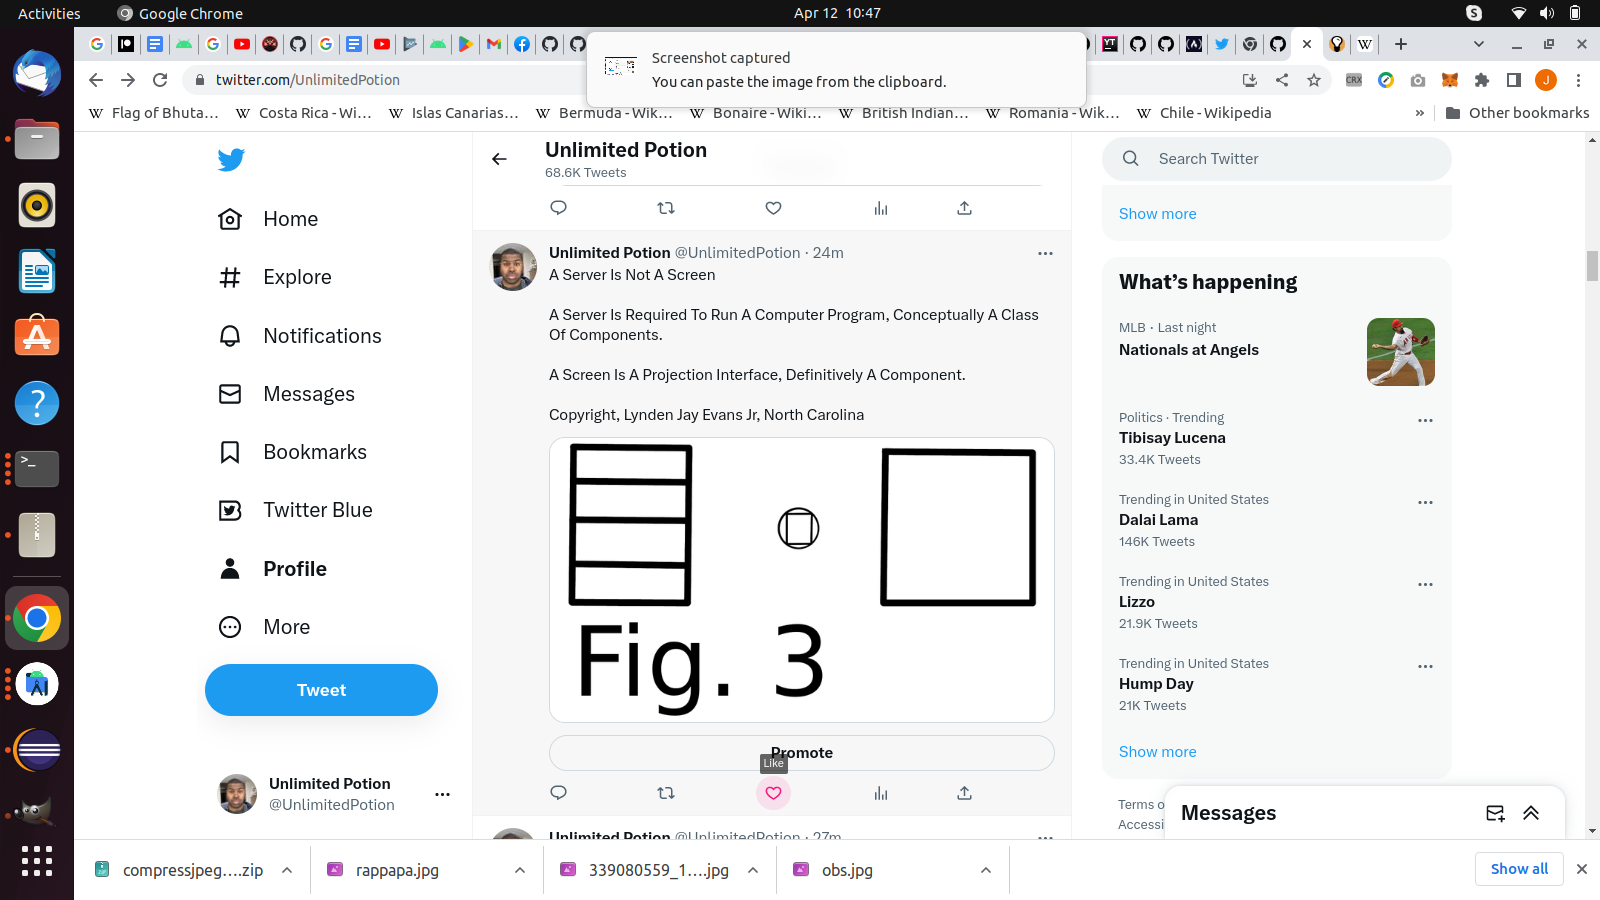 Activities
Google Chrome
Apr 12 10:47
Screenshot captured
You can paste the image from the clipboard.
twitter.com/UnlimitedPotion
Flag of Bhuta…
Costa Rica - Wi…
Islas Canarias…
Bermuda - Wik…
Bonaire - Wiki…
British Indian…
Romania - Wik…
Chile - Wikipedia
»
Other bookmarks
Unlimited Potion
68.6K Tweets
Home
Explore
Notifications
Messages
Bookmarks
Twitter Blue
Profile
More
Tweet
Unlimited Potion
@UnlimitedPotion
Unlimited Potion @UnlimitedPotion · 24m
A Server Is Not A Screen
A Server Is Required To Run A Computer Program, Conceptually A Class
Of Components.
A Screen Is A Projection Interface, Definitively A Component.
Copyright, Lynden Jay Evans Jr, North Carolina
Fig. 3
Promote
Like
Unlimited Potion @UnlimitedPotion · 27m
Search Twitter
Show more
What's happening
MLB · Last night
Nationals at Angels
Politics · Trending
Tibisay Lucena
33.4K Tweets
Trending in United States
Dalai Lama
146K Tweets
Trending in United States
Lizzo
21.9K Tweets
Trending in United States
Hump Day
21K Tweets
Show more
Terms o
Accessi
Messages
compressjpeg….zip
rappapa.jpg
339080559_1….jpg
obs.jpg
Show all